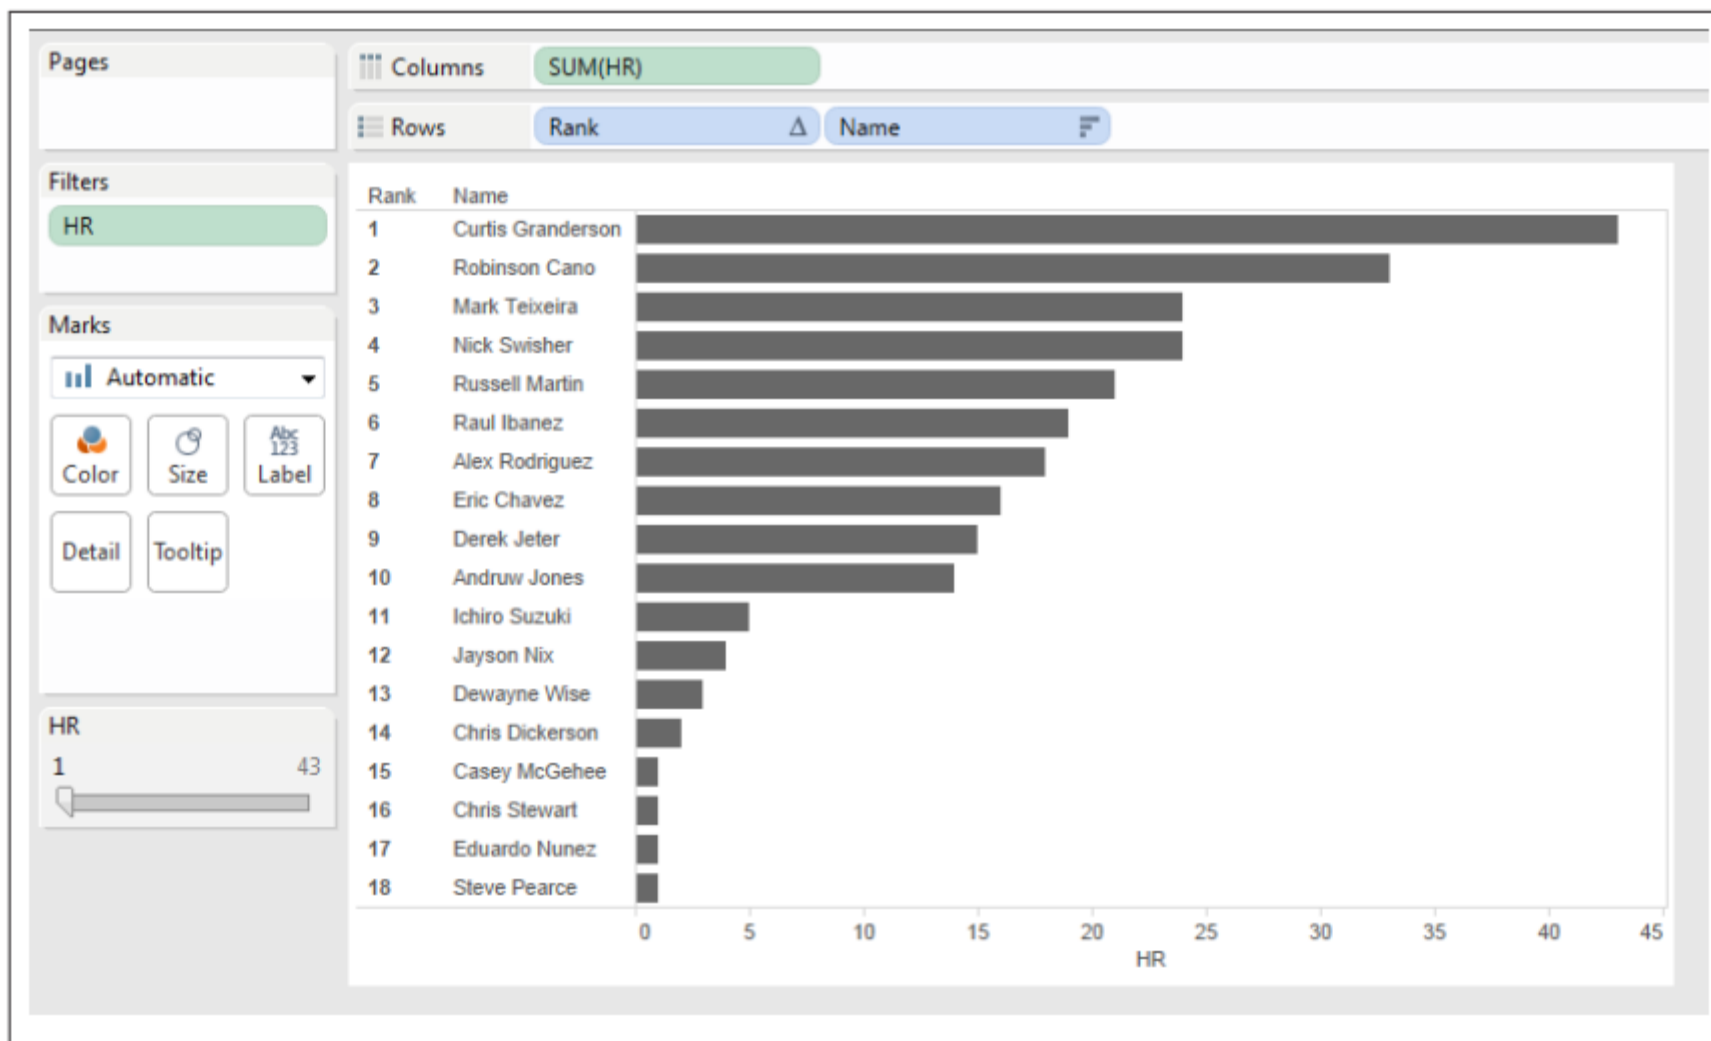 Pages
Columns SUM(HR)
Rows Rank Δ Name
Filters
HR
Marks
Automatic
Color
Size
Abc
123
Label
Detail
Tooltip
HR
1 43
Rank Name
1 Curtis Granderson
2 Robinson Cano
3 Mark Teixeira
4 Nick Swisher
5 Russell Martin
6 Raul Ibanez
7 Alex Rodriguez
8 Eric Chavez
9 Derek Jeter
10 Andruw Jones
11 Ichiro Suzuki
12 Jayson Nix
13 Dewayne Wise
14 Chris Dickerson
15 Casey McGehee
16 Chris Stewart
17 Eduardo Nunez
18 Steve Pearce
0 5 10 15 20 25 30 35 40 45
HR